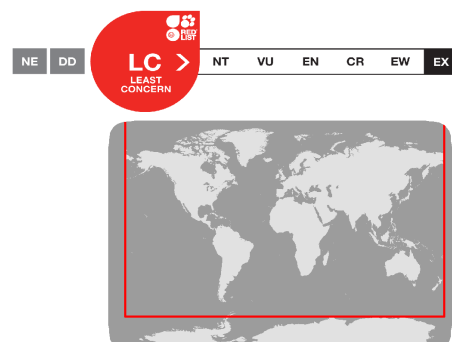 RED
LIST
NE DD LC > NT VU EN CR EW EX
LEAST
CONCERN